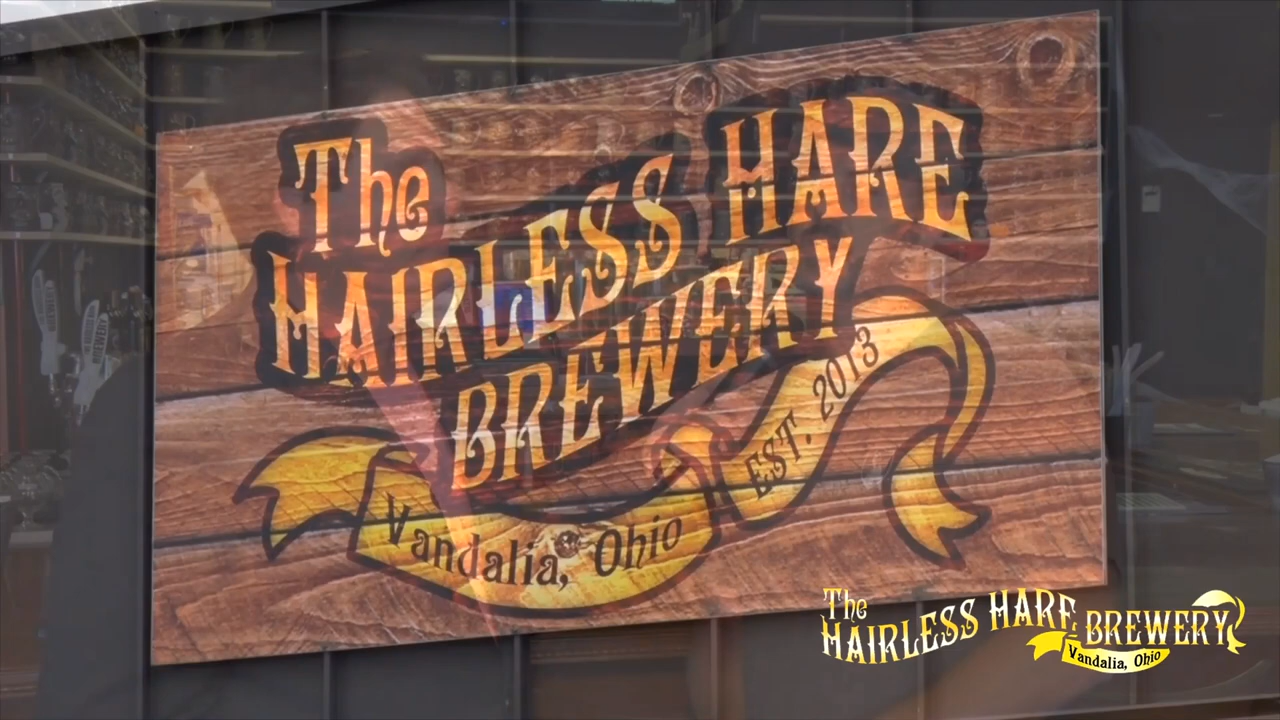 The
HAIRLESS HARE
BREWERY
EST. 2013
Vandalia, Ohio
The
HAIRLESS HARE BREWERY
Vandalia, Ohio